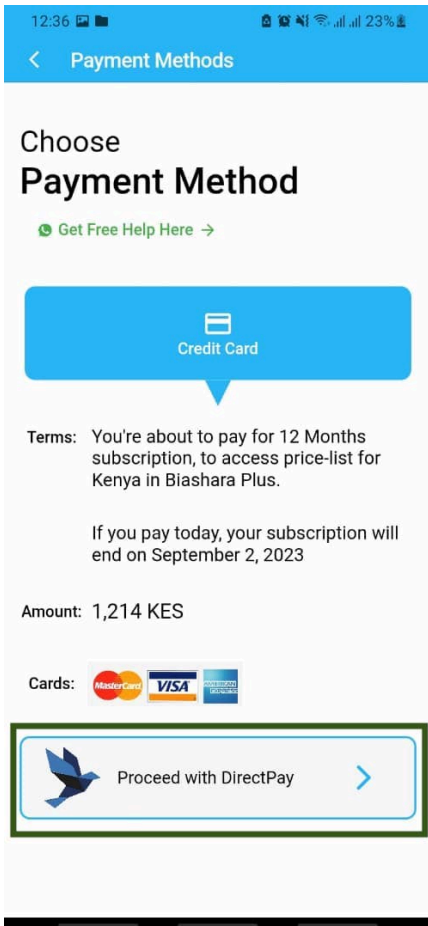 12:36 23%
Payment Methods
Choose
Payment Method
Get Free Help Here →
Credit Card
Terms: You're about to pay for 12 Months
subscription, to access price-list for
Kenya in Biashara Plus.
If you pay today, your subscription will
end on September 2, 2023
Amount: 1,214 KES
Cards: MasterCard VISA AMERICAN EXPRESS
Proceed with DirectPay